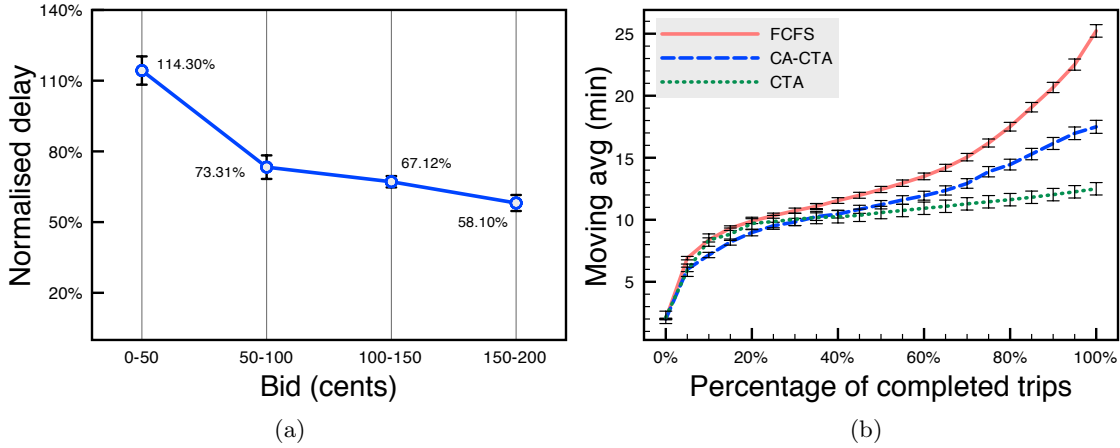 140%
110%
80%
50%
20%
Normalised delay
114.30%
73.31%
67.12%
58.10%
0-50 50-100 100-150 150-200
Bid (cents)
(a)
25
20
15
10
5
Moving avg (min)
FCFS
CA-CTA
CTA
0% 20% 40% 60% 80% 100%
Percentage of completed trips
(b)